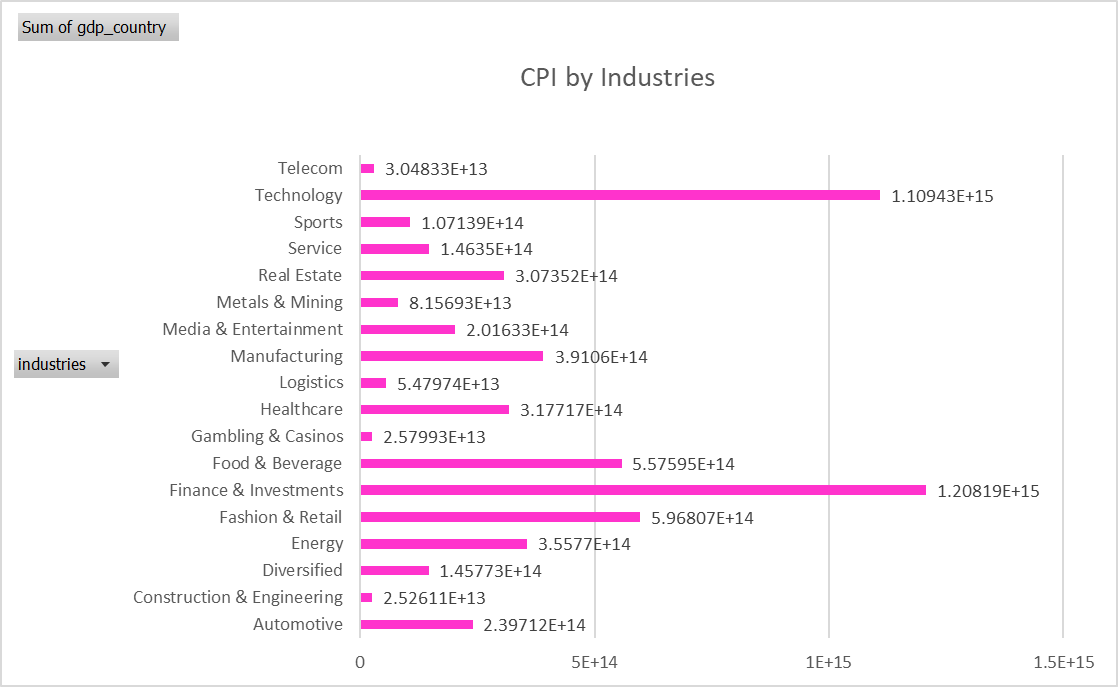 Sum of gdp_country
CPI by Industries
Telecom 3.04833E+13
Technology 1.10943E+15
Sports 1.07139E+14
Service 1.4635E+14
Real Estate 3.07352E+14
Metals & Mining 8.15693E+13
Media & Entertainment 2.01633E+14
Manufacturing 3.9106E+14
industries
Logistics 5.47974E+13
Healthcare 3.17717E+14
Gambling & Casinos 2.57993E+13
Food & Beverage 5.57595E+14
Finance & Investments 1.20819E+15
Fashion & Retail 5.96807E+14
Energy 3.5577E+14
Diversified 1.45773E+14
Construction & Engineering 2.52611E+13
Automotive 2.39712E+14
0 5E+14 1E+15 1.5E+15